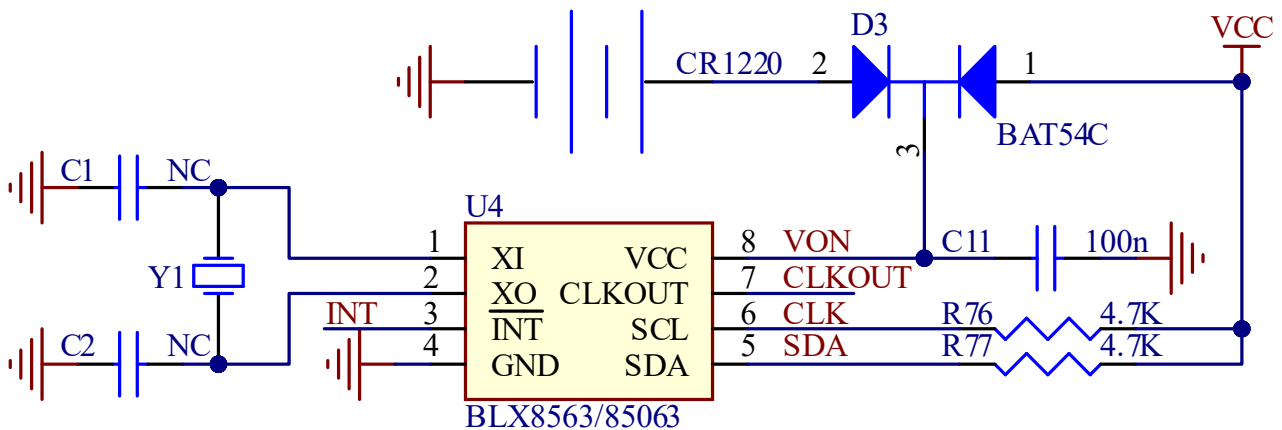 D3
VCC
CR1220 2 1
BAT54C
3
C1 NC
U4
1 XI VCC 8 VON C11 100n
Y1
2 XO CLKOUT 7 CLKOUT
INT 3 INT SCL 6 CLK R76 4.7K
C2 NC 4 GND SDA 5 SDA R77 4.7K
BLX8563/85063